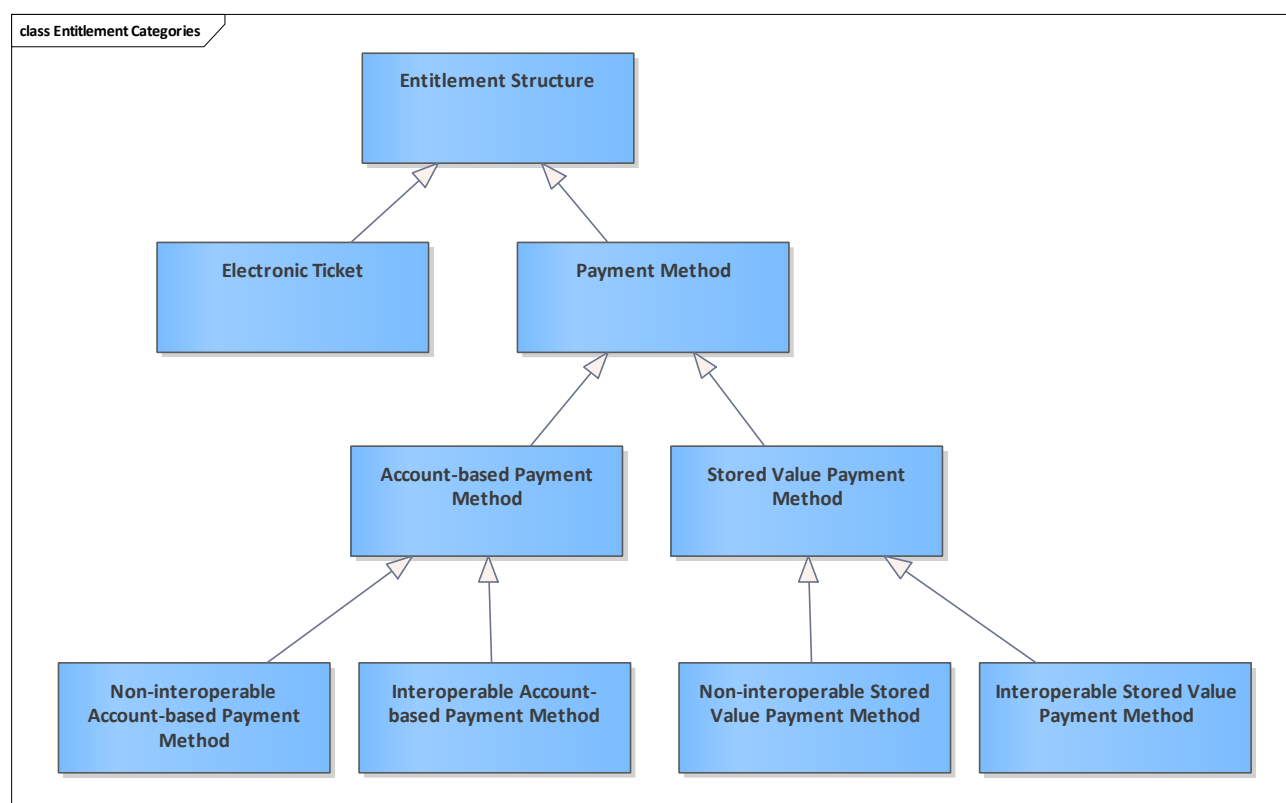 class Entitlement Categories
Entitlement Structure
Electronic Ticket
Payment Method
Account-based Payment
Method
Stored Value Payment
Method
Non-interoperable
Account-based Payment
Method
Interoperable Account-
based Payment Method
Non-interoperable Stored
Value Payment Method
Interoperable Stored Value
Payment Method